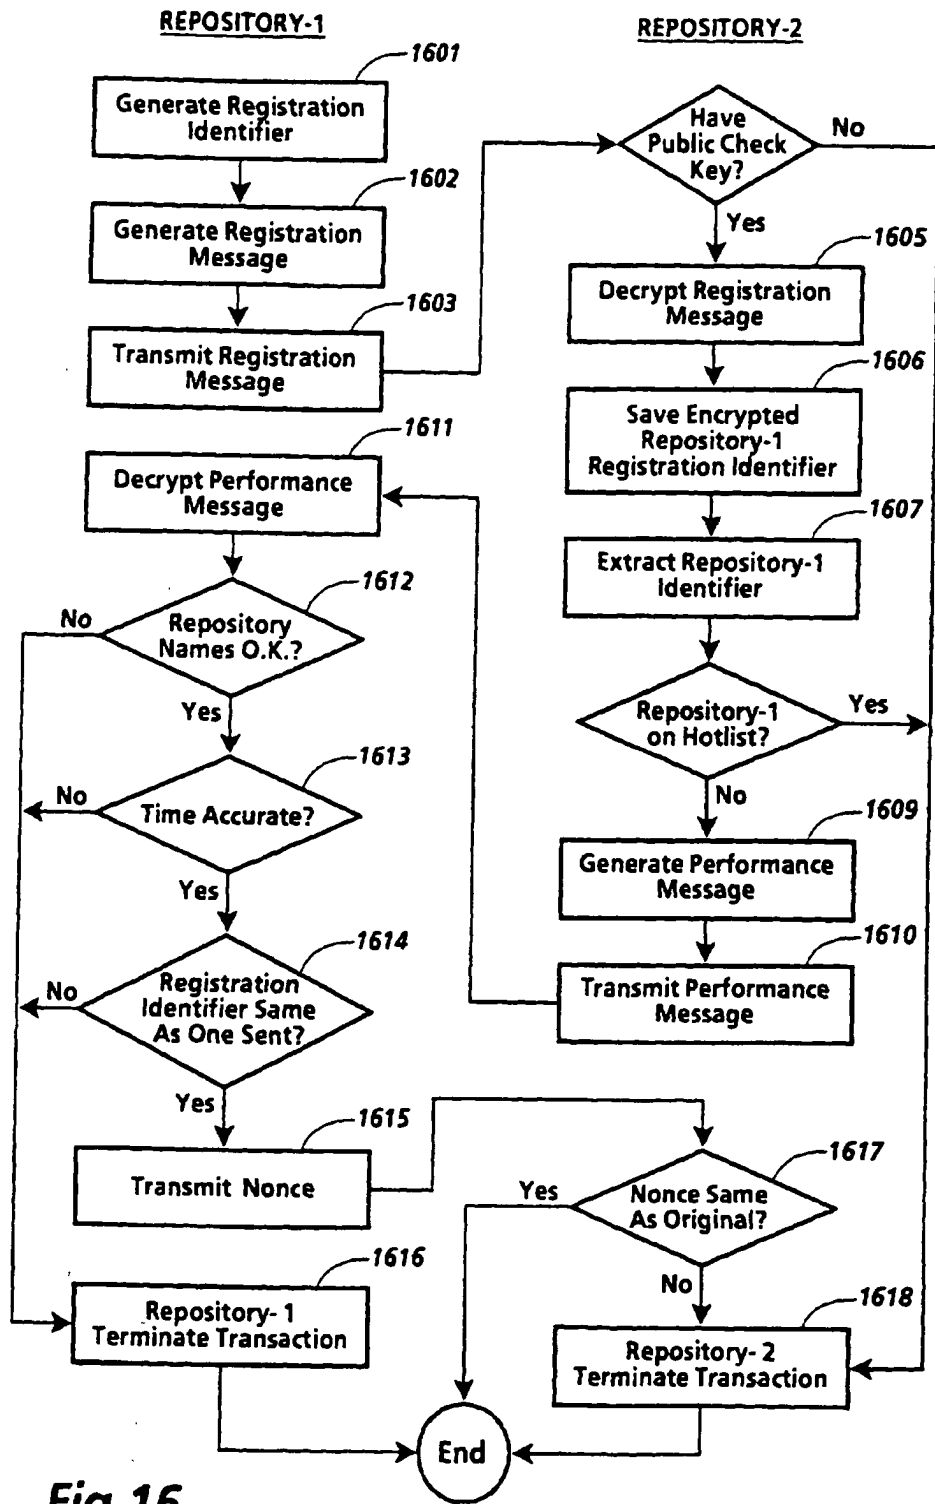 REPOSITORY-1
1601
Generate Registration
Identifier
1602
Generate Registration
Message
1603
Transmit Registration
Message
1611
Decrypt Performance
Message
1612
No
Repository
Names O.K.?
Yes
1613
No
Time Accurate?
Yes
1614
No
Registration
Identifier Same
As One Sent?
Yes
1615
Transmit Nonce
1616
Repository- 1
Terminate Transaction
REPOSITORY-2
Have
Public Check
Key?
No
Yes
1605
Decrypt Registration
Message
1606
Save Encrypted
Repository-1
Registration Identifier
1607
Extract Repository-1
Identifier
Repository-1
on Hotlist?
Yes
No
1609
Generate Performance
Message
1610
Transmit Performance
Message
1617
Yes
Nonce Same
As Original?
No
1618
Repository- 2
Terminate Transaction
End
Fig. 16